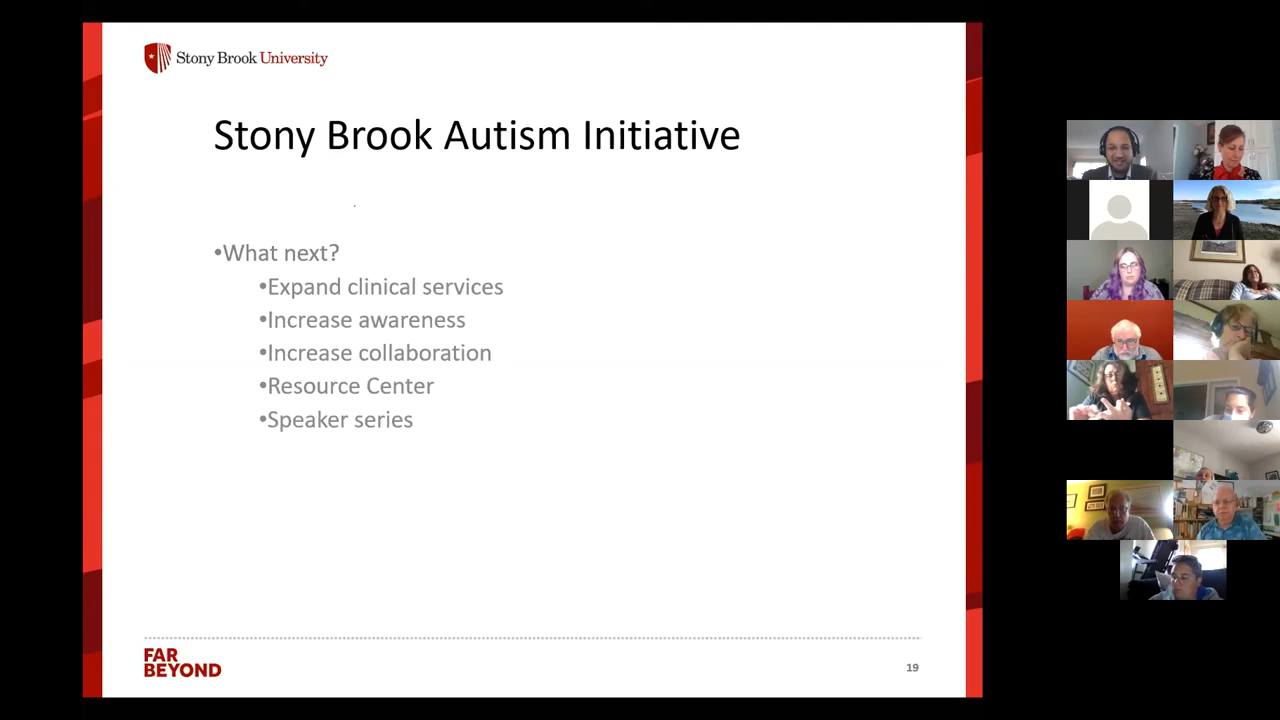 Stony Brook University
Stony Brook Autism Initiative
•What next?
•Expand clinical services
•Increase awareness
•Increase collaboration
•Resource Center
•Speaker series
FAR
BEYOND
19